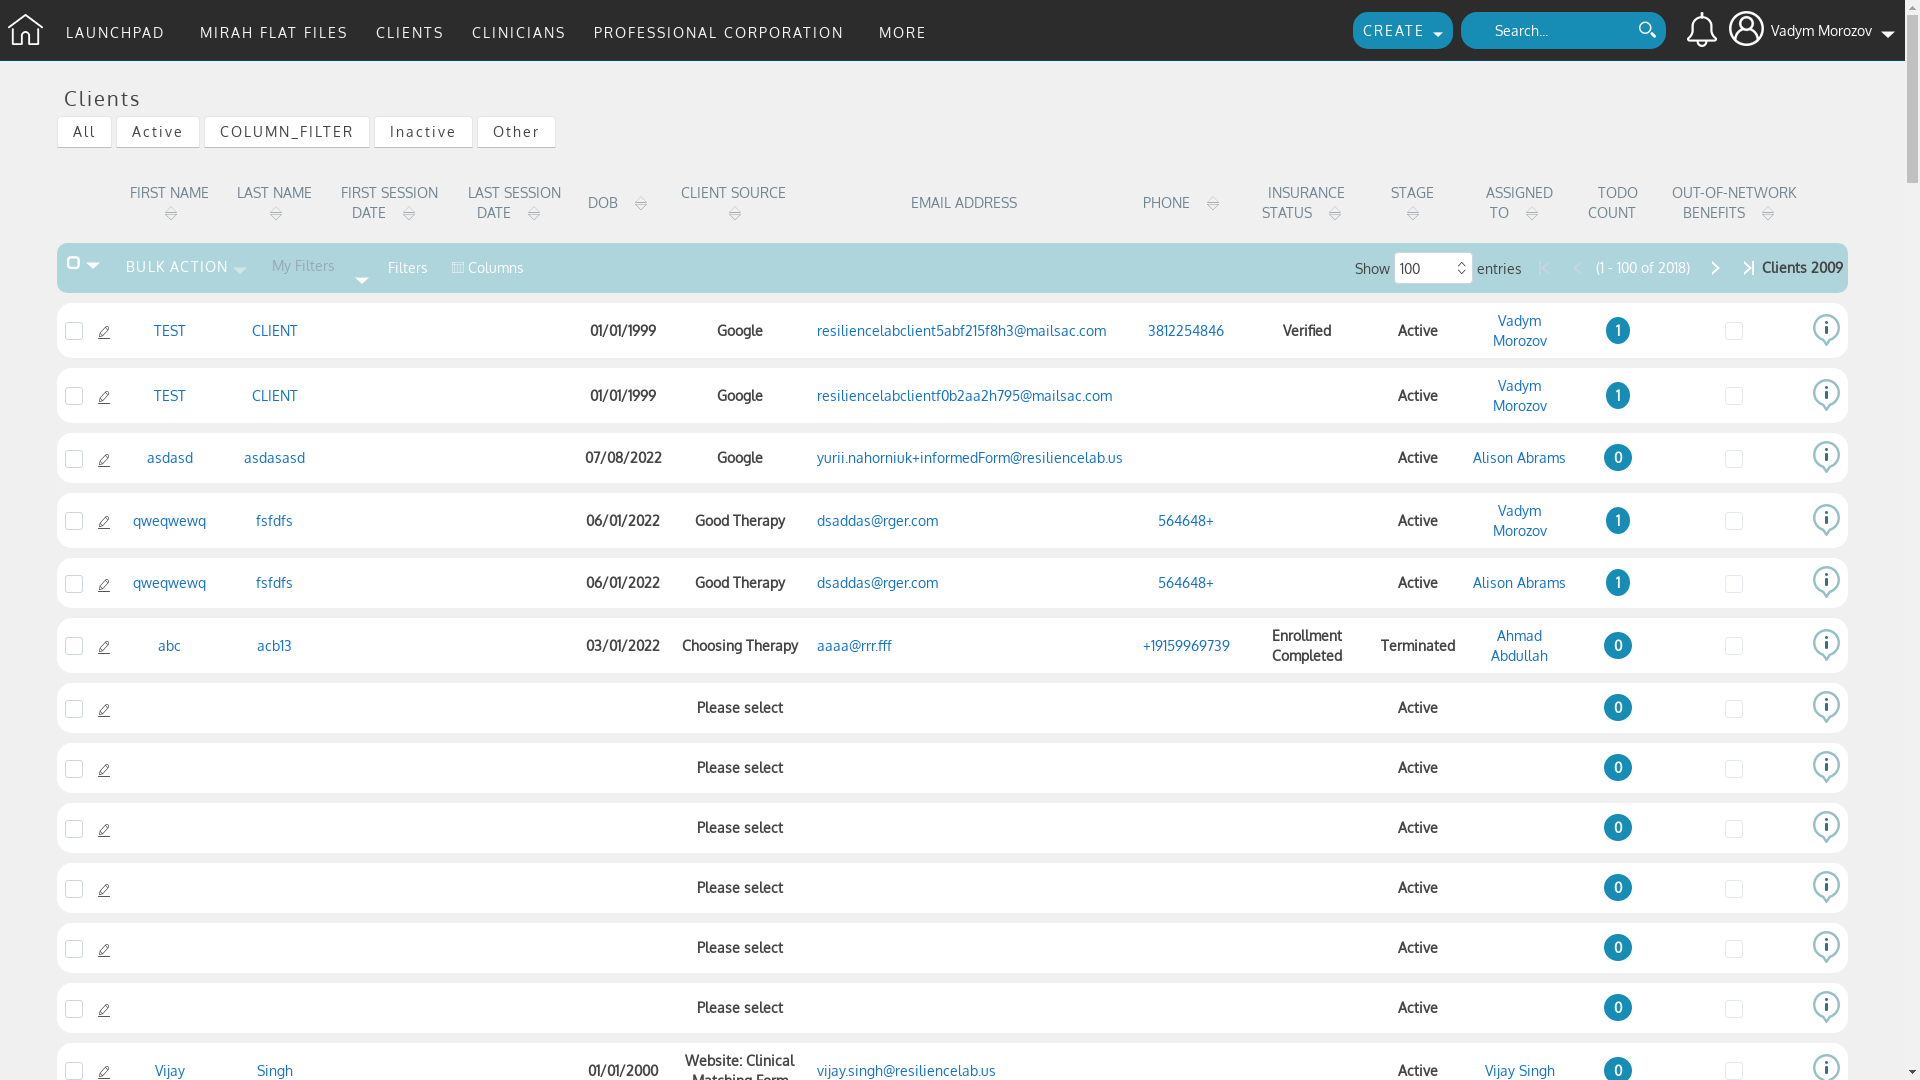 LAUNCHPAD MIRAH FLAT FILES CLIENTS CLINICIANS PROFESSIONAL CORPORATION MORE CREATE Search... Vadym Morozov
Clients
All Active COLUMN_FILTER Inactive Other
FIRST NAME LAST NAME FIRST SESSION DATE LAST SESSION DATE DOB CLIENT SOURCE EMAIL ADDRESS PHONE INSURANCE STATUS STAGE ASSIGNED TO TODO COUNT OUT-OF-NETWORK BENEFITS
BULK ACTION My Filters Filters Columns Show 100 entries (1 - 100 of 2018) Clients 2009
TEST CLIENT 01/01/1999 Google resiliencelabclient5abf215f8h3@mailsac.com 3812254846 Verified Active Vadym Morozov 1
TEST CLIENT 01/01/1999 Google resiliencelabclientf0b2aa2h795@mailsac.com Active Vadym Morozov 1
asdasd asdasasd 07/08/2022 Google yurii.nahorniuk+informedForm@resiliencelab.us Active Alison Abrams 0
qweqwewq fsfdfs 06/01/2022 Good Therapy dsaddas@rger.com 564648+ Active Vadym Morozov 1
qweqwewq fsfdfs 06/01/2022 Good Therapy dsaddas@rger.com 564648+ Active Alison Abrams 1
abc acb13 03/01/2022 Choosing Therapy aaaa@rrr.fff +19159969739 Enrollment Completed Terminated Ahmad Abdullah 0
Please select Active 0
Please select Active 0
Please select Active 0
Please select Active 0
Please select Active 0
Please select Active 0
Vijay Singh 01/01/2000 Website: Clinical Matching Form vijay.singh@resiliencelab.us Active Vijay Singh 0